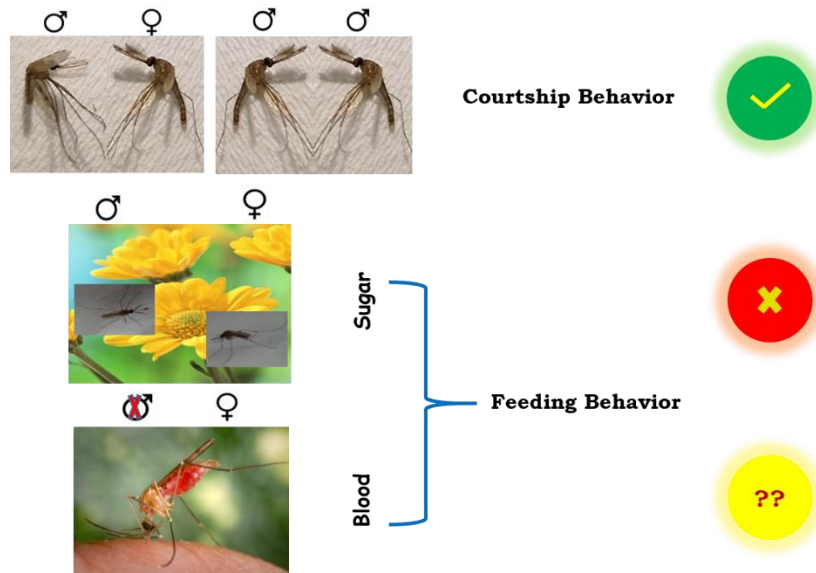 ♂ ♀ ♂ ♂
Courtship Behavior
♂ ♀
Sugar
Feeding Behavior
♂ ♀
Blood
??